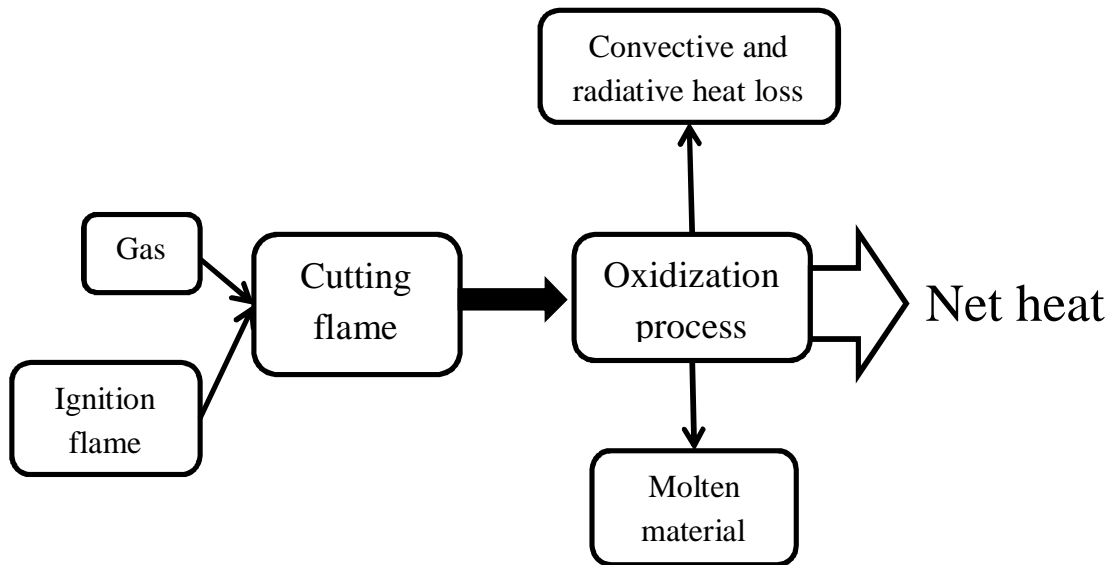 Convective and
radiative heat loss
Gas
Cutting
flame
Oxidization
process
Net heat
Ignition
flame
Molten
material